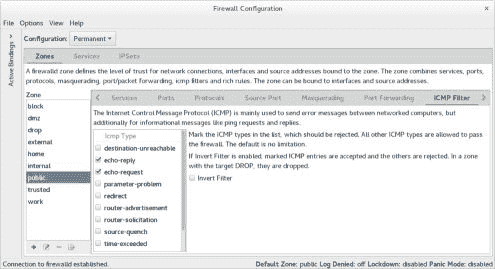 Firewall Configuration
File Options View Help
Active Bindings
Configuration: Permanent
Zones Services IPSets
A firewalld zone defines the level of trust for network connections, interfaces and source addresses bound to the zone. The zone combines services, ports,
protocols, masquerading, port/packet forwarding, icmp filters and rich rules. The zone can be bound to interfaces and source addresses.
Zone
block
dmz
drop
external
home
internal
public
trusted
work
Services Ports Protocols Source Port Masquerading Port Forwarding ICMP Filter
The Internet Control Message Protocol (ICMP) is mainly used to send error messages between networked computers, but
additionally for informational messages like ping requests and replies.
Icmp Type
destination-unreachable
echo-reply
echo-request
parameter-problem
redirect
router-advertisement
router-solicitation
source-quench
time-exceeded
Mark the ICMP types in the list, which should be rejected. All other ICMP types are allowed to
pass the firewall. The default is no limitation.
If Invert Filter is enabled, marked ICMP entries are accepted and the others are rejected. In a zone
with the target DROP, they are dropped.
Invert Filter
Connection to firewalld established.
Default Zone: public Log Denied: off Lockdown: disabled Panic Mode: disabled